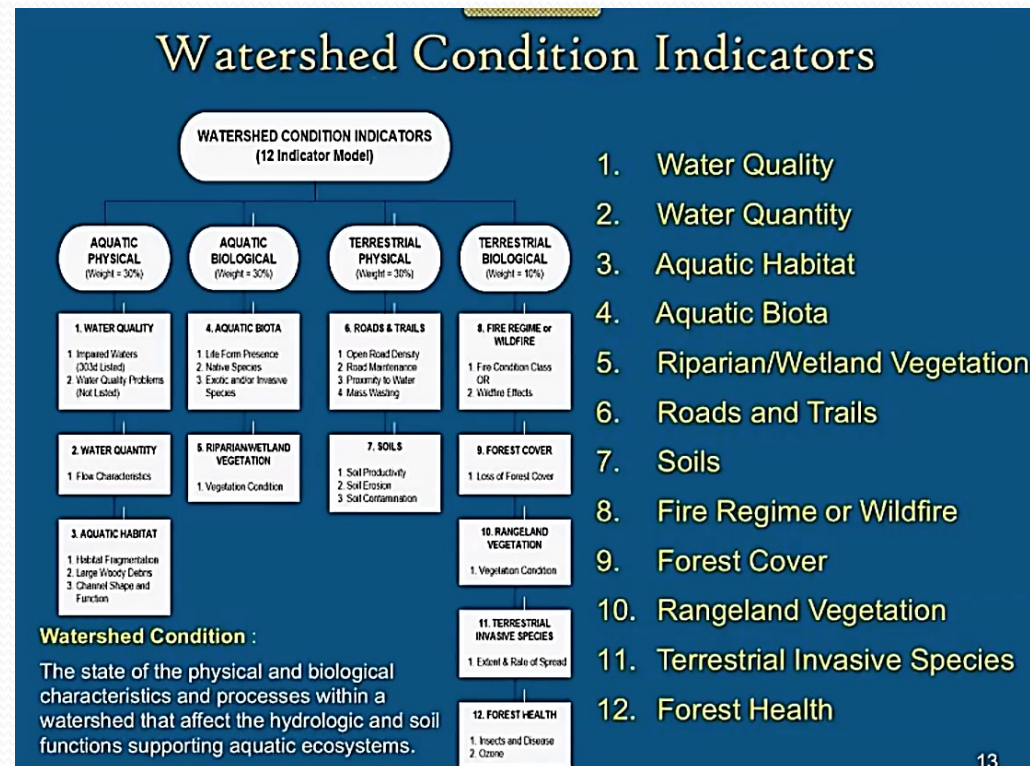 Watershed Condition Indicators
WATERSHED CONDITION INDICATORS
(12 Indicator Model)
AQUATIC
PHYSICAL
(Weight = 30%)
1. WATER QUALITY
1 Impaired Waters
(303d Listed)
2. Water Quality Problems
(Not Listed)
2. WATER QUANTITY
1 Flow Characteristics
3. AQUATIC HABITAT
1. Habitat Fragmentation
2. Large Woody Debris
3 Channel Shape and
Function
AQUATIC
BIOLOGICAL
(Weight = 30%)
4. AQUATIC BIOTA
1. Life Form Presence
2. Native Species
3. Exotic and/or Invasive
Species
5. RIPARIAN/WETLAND
VEGETATION
1. Vegetation Condition
TERRESTRIAL
PHYSICAL
(Weight = 30%)
6. ROADS & TRAILS
1 Open Road Density
2 Road Maintenance
3 Proximity to Water
4 Mass Wasting
7. SOILS
1 Soil Productivity
2 Soil Erosion
3 Soil Contamination
TERRESTRIAL
BIOLOGICAL
(Weight = 10%)
8. FIRE REGIME or
WILDFIRE
1 Fire Condition Class
OR
2 Wildfire Effects
9. FOREST COVER
1. Loss of Forest Cover
10. RANGELAND
VEGETATION
1. Vegetation Condition
11. TERRESTRIAL
INVASIVE SPECIES
1. Extent & Rate of Spread
12. FOREST HEALTH
1. Insects and Disease
2. Ozone
Watershed Condition :
The state of the physical and biological
characteristics and processes within a
watershed that affect the hydrologic and soil
functions supporting aquatic ecosystems.
1. Water Quality
2. Water Quantity
3. Aquatic Habitat
4. Aquatic Biota
5. Riparian/Wetland Vegetation
6. Roads and Trails
7. Soils
8. Fire Regime or Wildfire
9. Forest Cover
10. Rangeland Vegetation
11. Terrestrial Invasive Species
12. Forest Health
13